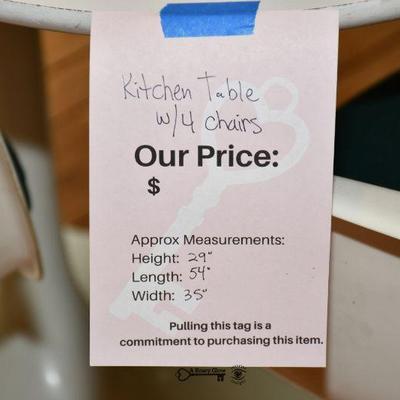 Kitchen Table
w/4 chairs
Our Price:
$
Approx Measurements:
Height: 29"
Length: 54"
Width: 35"
Pulling this tag is a
commitment to purchasing this item.